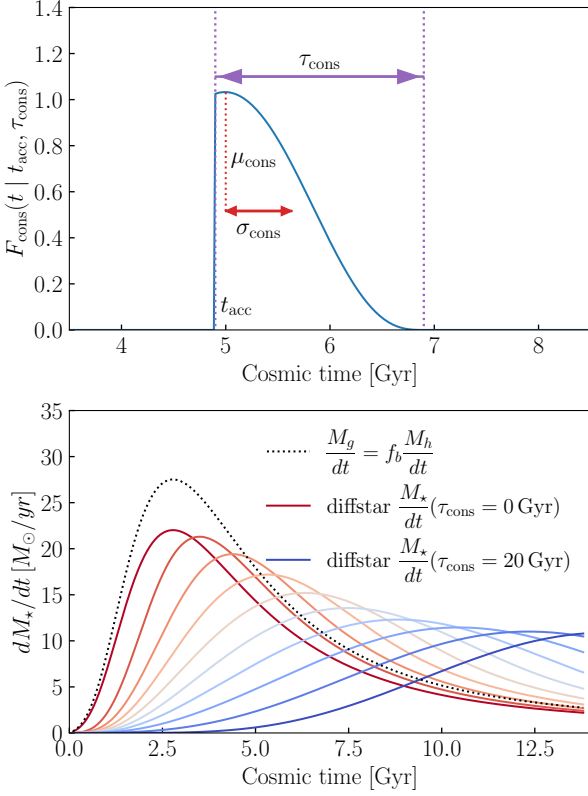 1.4
1.2
1.0
0.8
0.6
0.4
0.2
0.0
F_cons(t | t_acc, τ_cons)
τ_cons
μ_cons
σ_cons
t_acc
4 5 6 7 8
Cosmic time [Gyr]
35
30
25
20
15
10
5
0
dM⋆/dt [M⊙/yr]
M_g/dt = f_b M_h/dt
diffstar M⋆/dt (τ_cons = 0 Gyr)
diffstar M⋆/dt (τ_cons = 20 Gyr)
0.0 2.5 5.0 7.5 10.0 12.5
Cosmic time [Gyr]